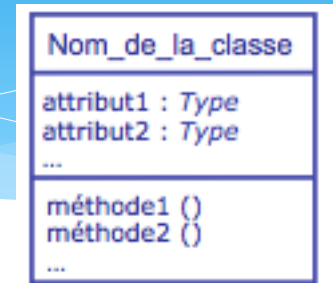 Nom_de_la_classe
attribut1 : Type
attribut2 : Type
...
méthode1 ()
méthode2 ()
...